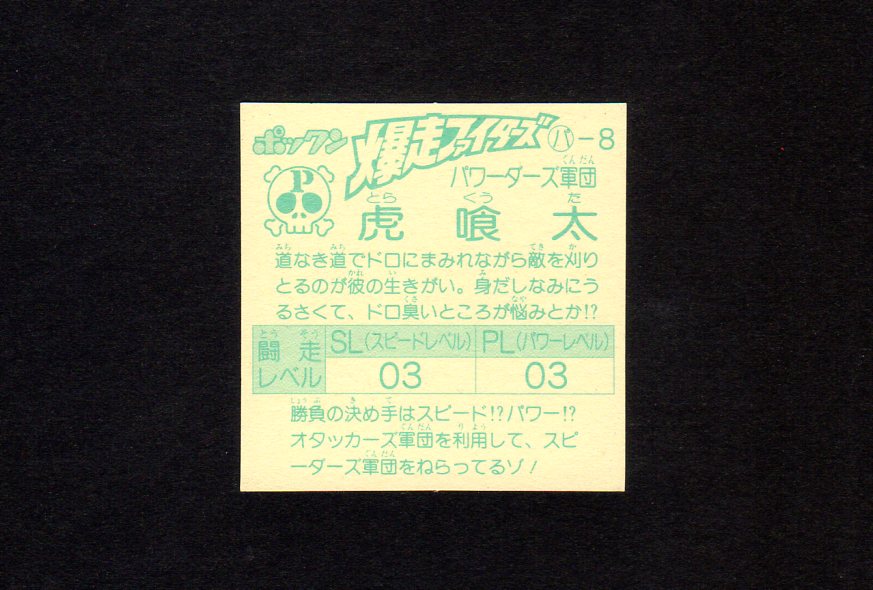 ポックン 爆走ファイターズ パ-8
パワーダーズ軍団
P
虎喰太
道なき道でドロにまみれながら敵を刈り
とるのが彼の生きがい。身だしなみにう
るさくて、ドロ臭いところが悩みとか!?
闘走レベル SL(スピードレベル) PL(パワーレベル)
03 03
勝負の決め手はスピード!?パワー!?
オタッカーズ軍団を利用して、スピ
ーダーズ軍団をねらってるゾ!